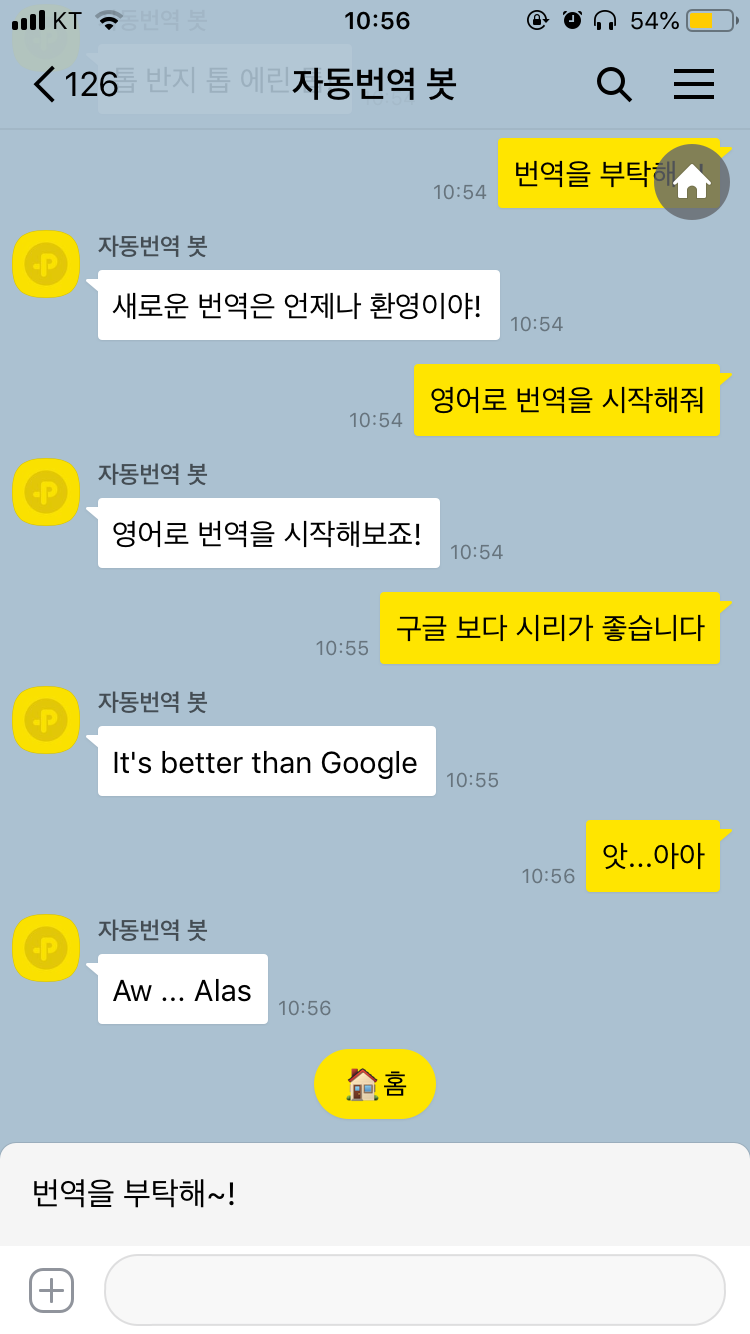 KT 10:56 54%
자동번역 봇
126 자동번역 봇
톱 반지 톱 에린
번역을 부탁해
10:54
자동번역 봇
새로운 번역은 언제나 환영이야!
10:54
영어로 번역을 시작해줘
10:54
자동번역 봇
영어로 번역을 시작해보죠!
10:54
구글 보다 시리가 좋습니다
10:55
자동번역 봇
It's better than Google
10:55
앗...아아
10:56
자동번역 봇
Aw ... Alas
10:56
홈
번역을 부탁해~!